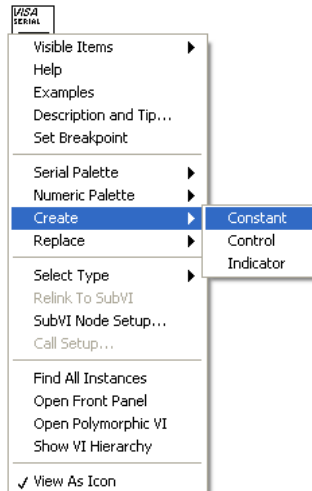 VISA
SERIAL
Visible Items
Help
Examples
Description and Tip...
Set Breakpoint
Serial Palette
Numeric Palette
Create
Constant
Replace
Control
Indicator
Select Type
Relink To SubVI
SubVI Node Setup...
Call Setup...
Find All Instances
Open Front Panel
Open Polymorphic VI
Show VI Hierarchy
View As Icon